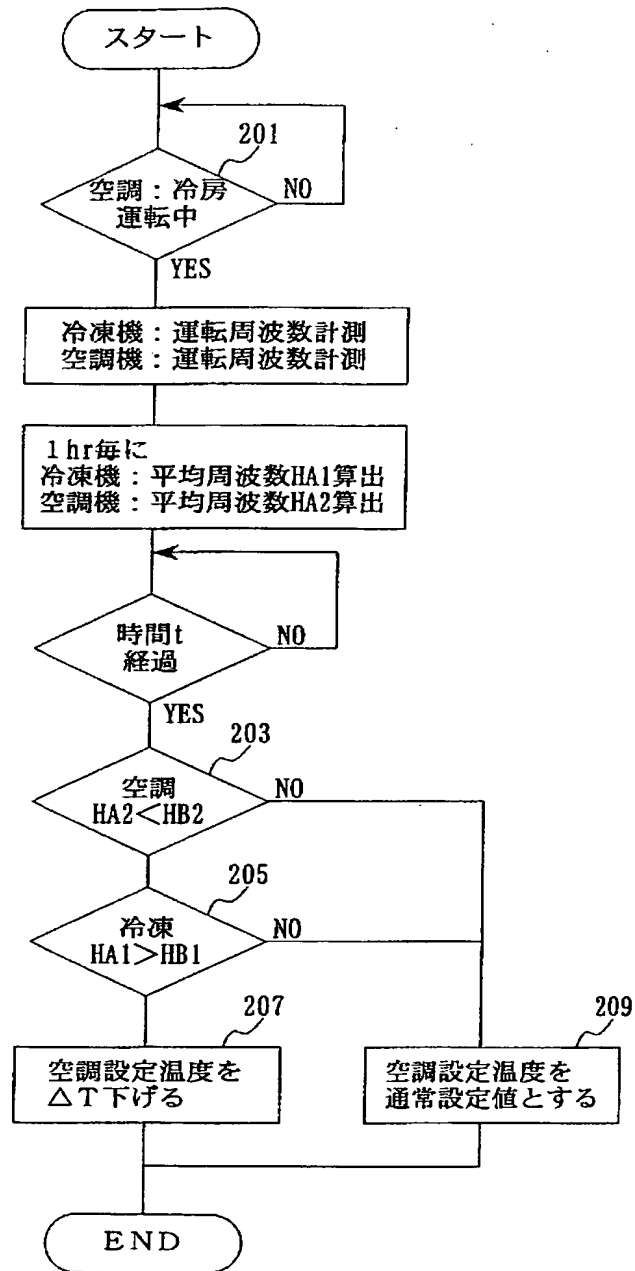 スタート
201
空調：冷房
運転中
NO
YES
冷凍機：運転周波数計測
空調機：運転周波数計測
1hr毎に
冷凍機：平均周波数HA1算出
空調機：平均周波数HA2算出
時間t
経過
NO
YES
203
空調
HA2＜HB2
NO
205
冷凍
HA1＞HB1
NO
207
空調設定温度を
△T下げる
209
空調設定温度を
通常設定値とする
END